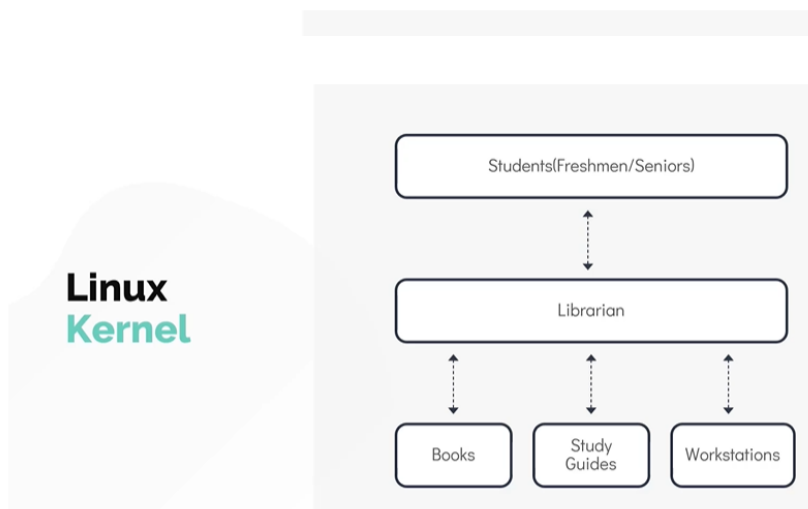 Linux
Kernel
Students(Freshmen/Seniors)
Librarian
Books
Study
Guides
Workstations